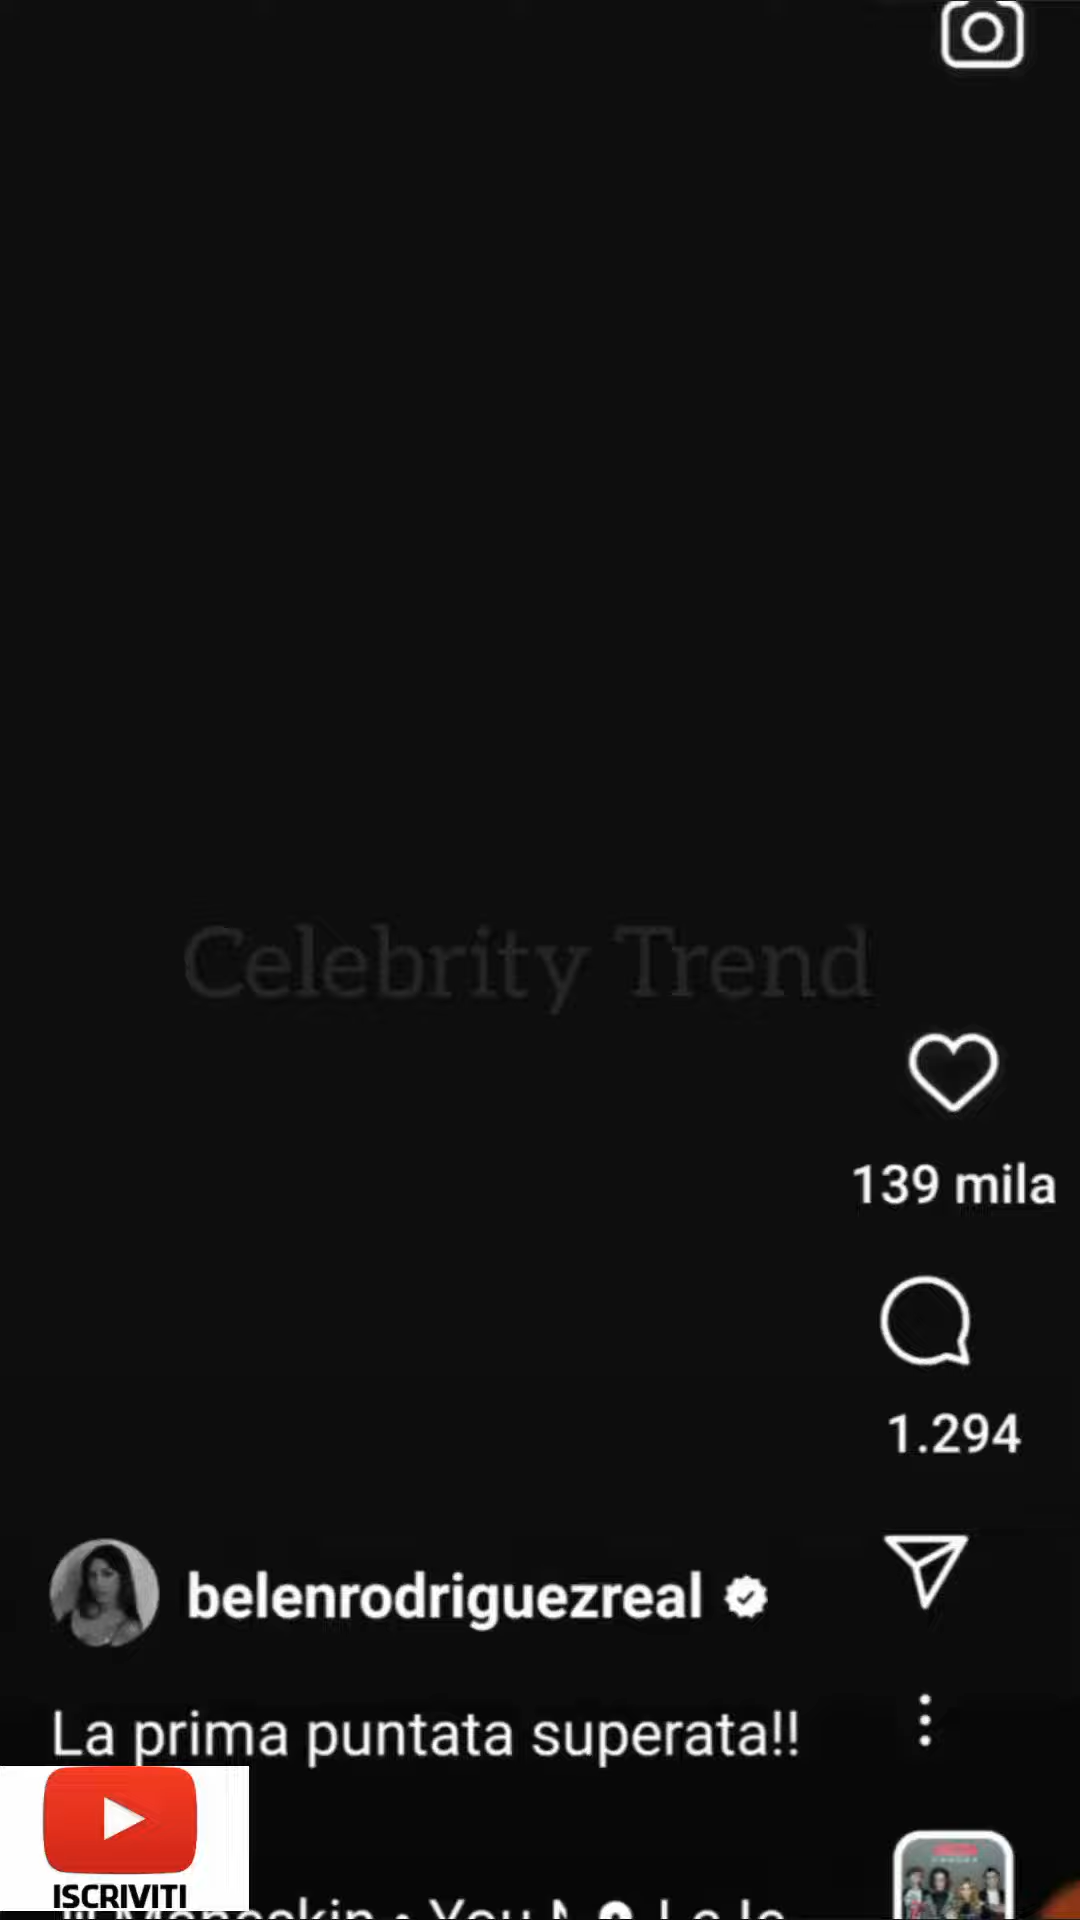 Celebrity Trend
139 mila
1.294
belenrodriguezreal
La prima puntata superata!!
ISCRIVITI